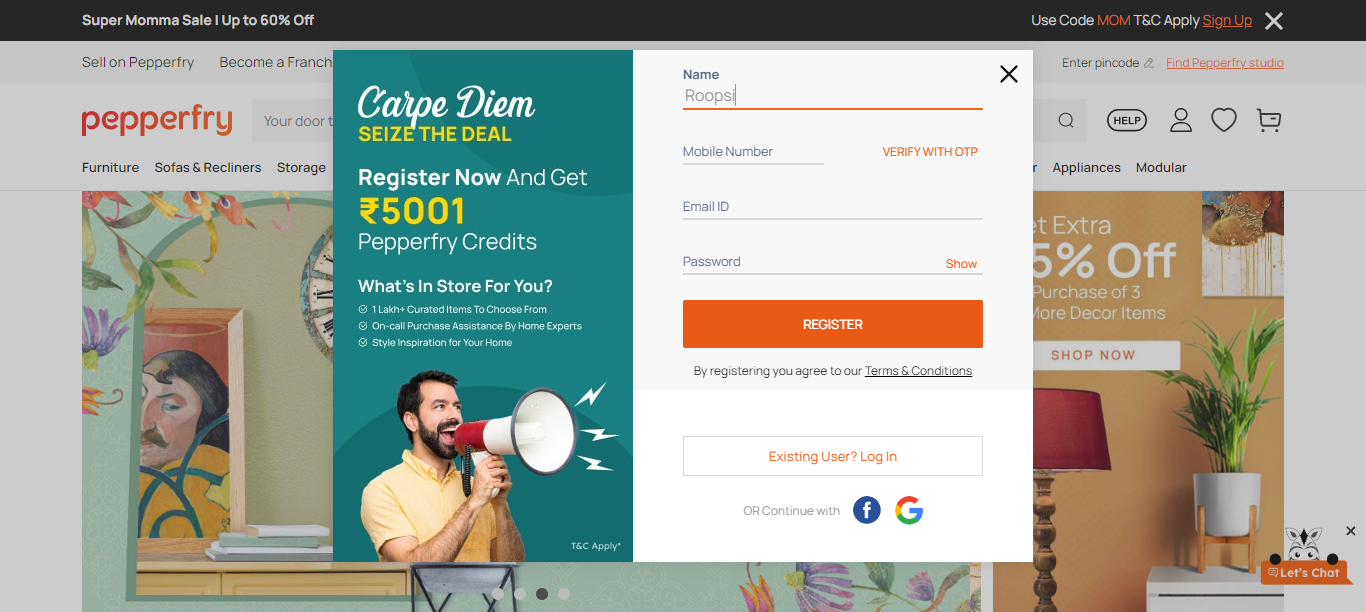 Super Momma Sale | Up to 60% Off
Use Code MOM T&C Apply Sign Up
Sell on Pepperfry
Become a Franch
Enter pincode
Find Pepperfry studio
pepperfry
Your door t
HELP
Furniture
Sofas & Recliners
Storage
r
Appliances
Modular
Carpe Diem
SEIZE THE DEAL
Register Now And Get
₹5001
Pepperfry Credits
What's In Store For You?
1 Lakh+ Curated Items To Choose From
On-call Purchase Assistance By Home Experts
Style Inspiration for Your Home
T&C Apply*
Name
Roopsi
Mobile Number
VERIFY WITH OTP
Email ID
Password
Show
REGISTER
By registering you agree to our Terms & Conditions
Existing User? Log In
OR Continue with
et Extra
5% Off
Purchase of 3
More Decor Items
SHOP NOW
Let's Chat